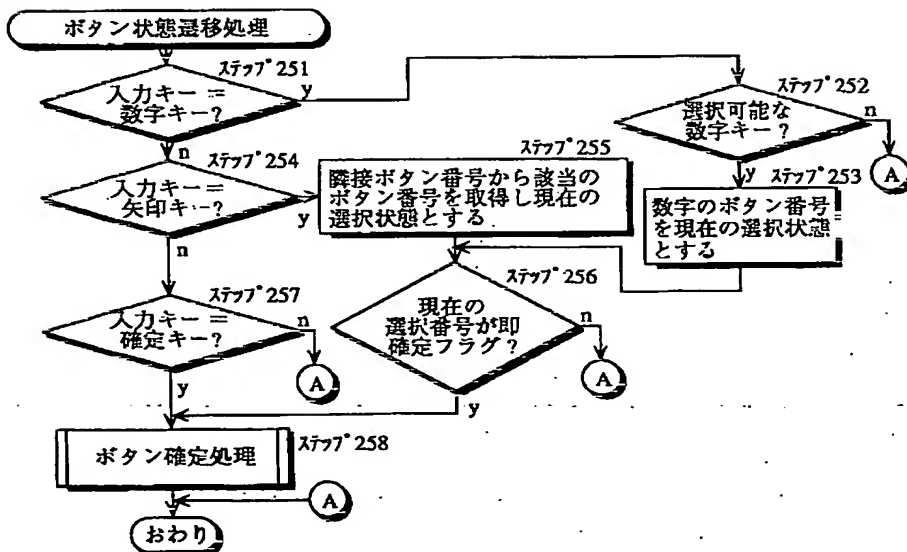 ボタン状態遷移処理
ステップ251
入力キー＝
数字キー？
y
n
ステップ252
選択可能な
数字キー？
n
A
y
ステップ253
数字のボタン番号
を現在の選択状態
とする
ステップ254
入力キー＝
矢印キー？
y
n
ステップ255
隣接ボタン番号から該当の
ボタン番号を取得し現在の
選択状態とする
ステップ256
現在の
選択番号が即
確定フラグ？
n
A
y
ステップ257
入力キー＝
確定キー？
n
A
y
ステップ258
ボタン確定処理
A
おわり